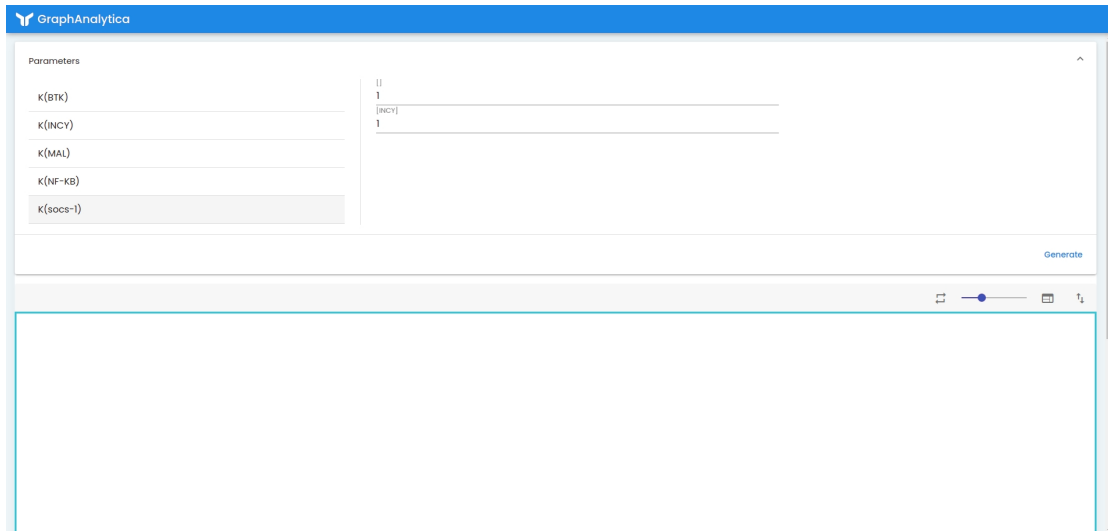 GraphAnalytica
Parameters
K(BTK)
K(INCY)
K(MAL)
K(NF-KB)
K(socs-1)
[]
1
[INCY]
1
Generate